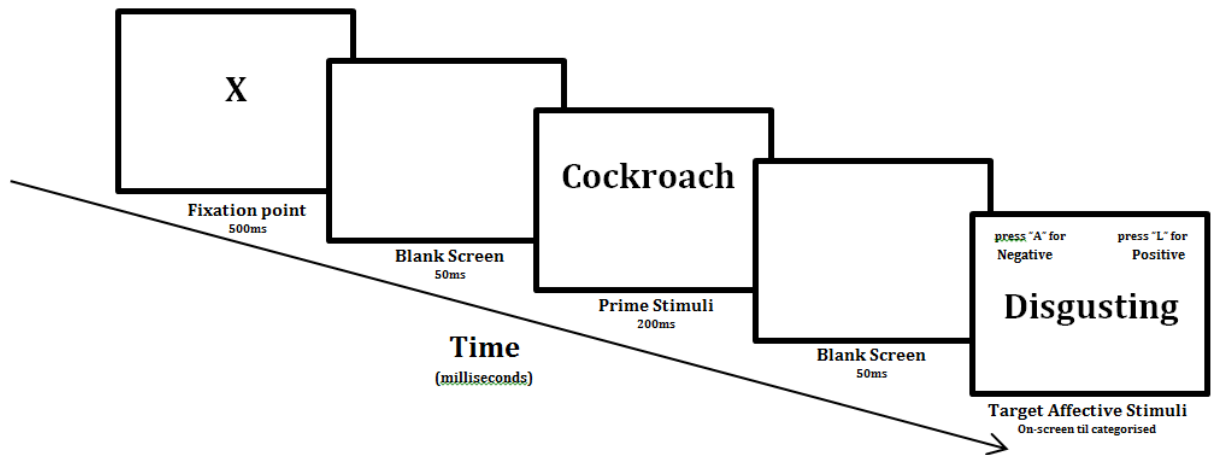 X
Fixation point
500ms
Blank Screen
50ms
Cockroach
Prime Stimuli
200ms
Blank Screen
50ms
press “A” for
Negative
press “L” for
Positive
Disgusting
Target Affective Stimuli
On-screen til categorised
Time
(milliseconds)